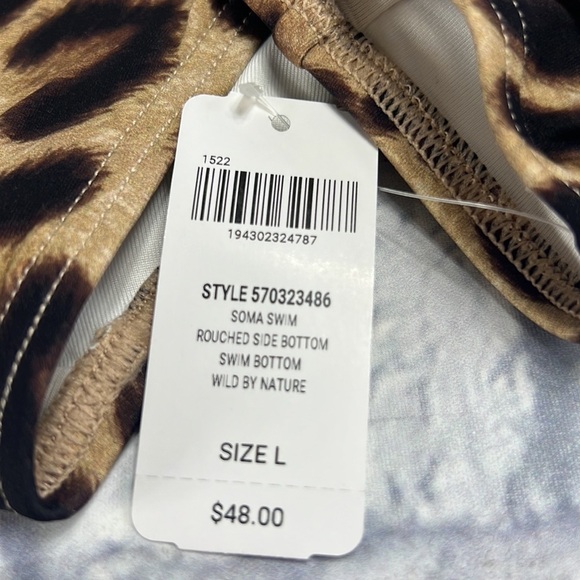 1522
194302324787
STYLE 570323486
SOMA SWIM
ROUCHED SIDE BOTTOM
SWIM BOTTOM
WILD BY NATURE
SIZE L
$48.00